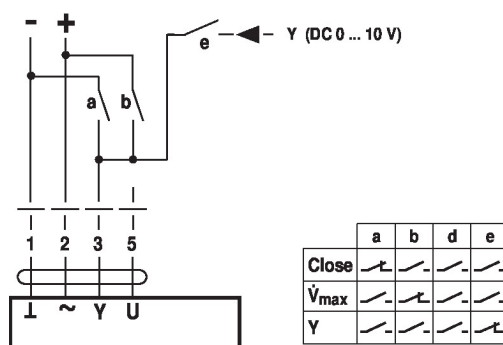 - +
e Y (DC 0 ... 10 V)
a b
1 2 3 5
⊥ ~ Y U
a b d e
Close
V̇max
Y